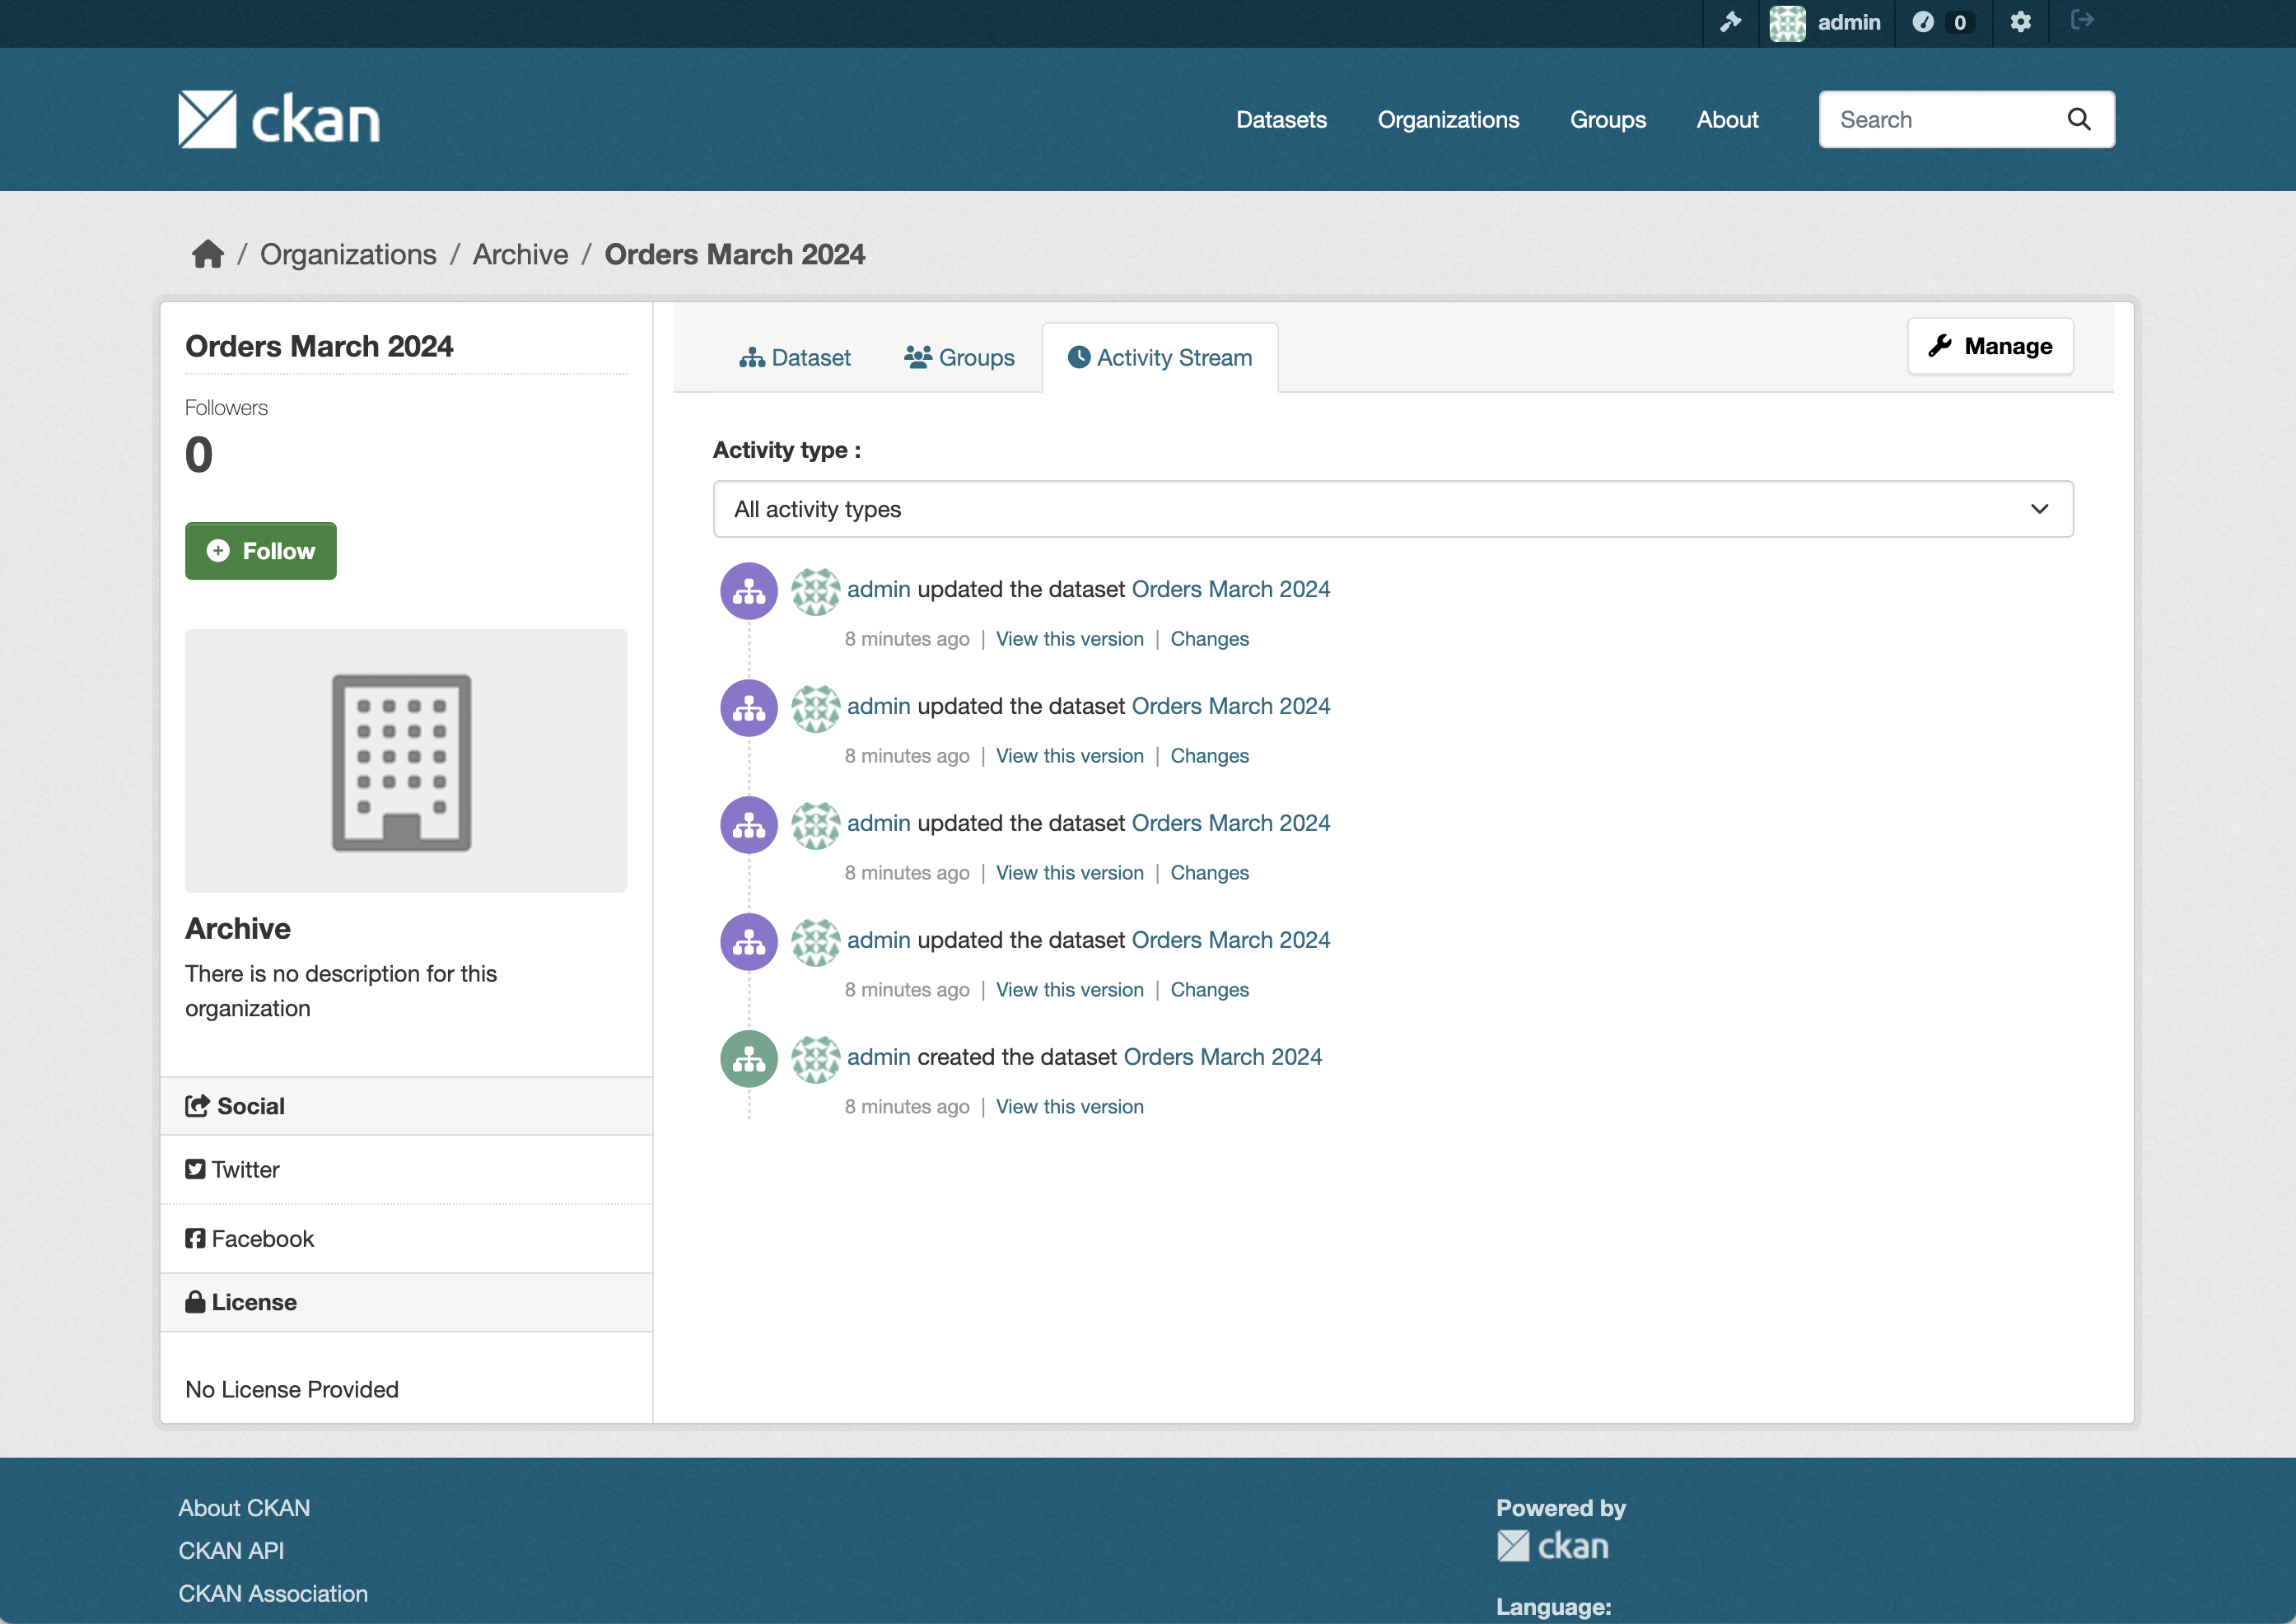 admin 0
ckan
Datasets Organizations Groups About Search
/ Organizations / Archive / Orders March 2024
Orders March 2024
Followers
0
Follow
Archive
There is no description for this
organization
Social
Twitter
Facebook
License
No License Provided
Dataset Groups Activity Stream Manage
Activity type :
All activity types
admin updated the dataset Orders March 2024
8 minutes ago | View this version | Changes
admin updated the dataset Orders March 2024
8 minutes ago | View this version | Changes
admin updated the dataset Orders March 2024
8 minutes ago | View this version | Changes
admin updated the dataset Orders March 2024
8 minutes ago | View this version | Changes
admin created the dataset Orders March 2024
8 minutes ago | View this version
About CKAN
CKAN API
CKAN Association
Powered by
ckan
Language: